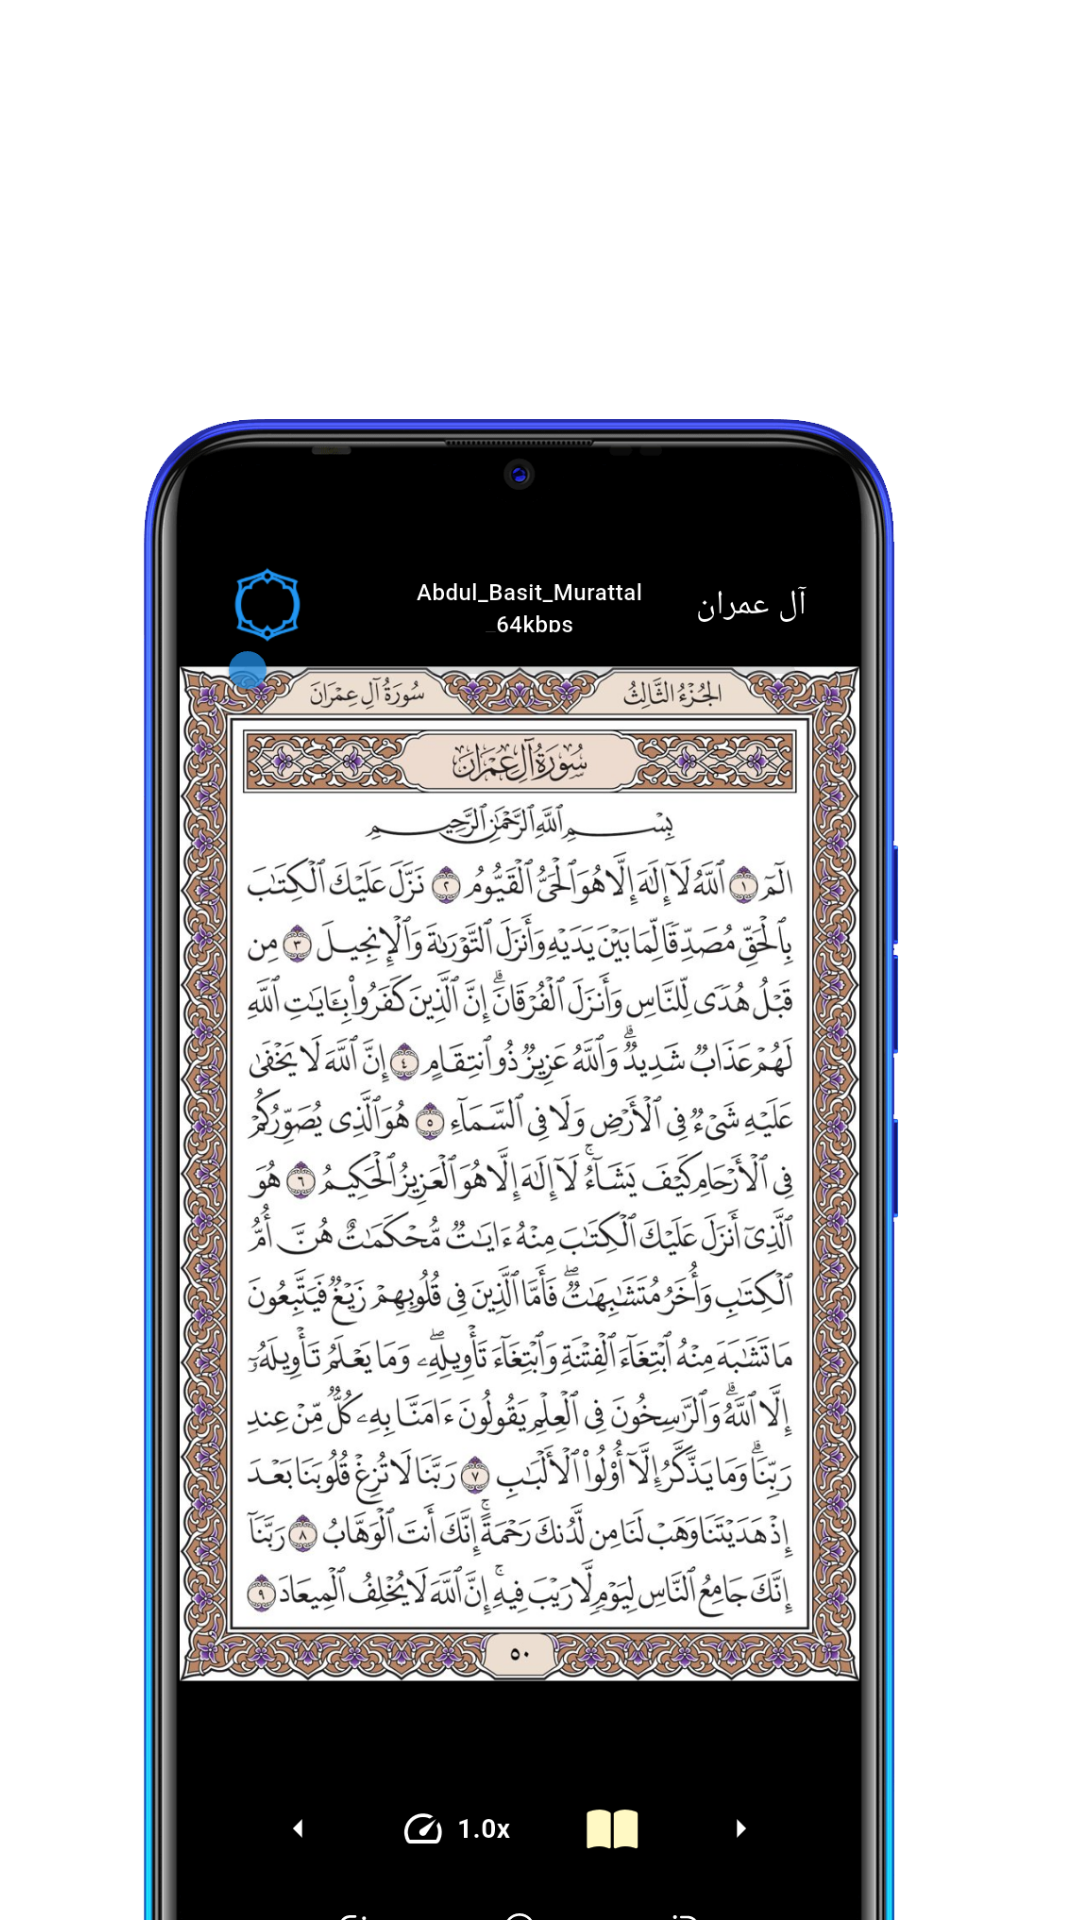 Abdul_Basit_Murattal
_64kbps
آل عمران
الجُزْءُ الثَّالِثُ
سُورَةُ آلِ عِمْرَانَ
سُورَةُ آلِ عِمْرَانَ
بِسْمِ ٱللَّهِ ٱلرَّحْمَٰنِ ٱلرَّحِيمِ
الٓمٓ ١ ٱللَّهُ لَآ إِلَٰهَ إِلَّا هُوَ ٱلْحَىُّ ٱلْقَيُّومُ ٢ نَزَّلَ عَلَيْكَ ٱلْكِتَٰبَ
بِٱلْحَقِّ مُصَدِّقًا لِّمَا بَيْنَ يَدَيْهِ وَأَنزَلَ ٱلتَّوْرَىٰةَ وَٱلْإِنجِيلَ ٣ مِن
قَبْلُ هُدًى لِّلنَّاسِ وَأَنزَلَ ٱلْفُرْقَانَۗ إِنَّ ٱلَّذِينَ كَفَرُوا۟ بِـَٔايَٰتِ ٱللَّهِ
لَهُمْ عَذَابٌ شَدِيدٌۗ وَٱللَّهُ عَزِيزٌ ذُو ٱنتِقَامٍ ٤ إِنَّ ٱللَّهَ لَا يَخْفَىٰ
عَلَيْهِ شَىْءٌ فِى ٱلْأَرْضِ وَلَا فِى ٱلسَّمَآءِ ٥ هُوَ ٱلَّذِى يُصَوِّرُكُمْ
فِى ٱلْأَرْحَامِ كَيْفَ يَشَآءُۚ لَآ إِلَٰهَ إِلَّا هُوَ ٱلْعَزِيزُ ٱلْحَكِيمُ ٦ هُوَ
ٱلَّذِىٓ أَنزَلَ عَلَيْكَ ٱلْكِتَٰبَ مِنْهُ ءَايَٰتٌ مُّحْكَمَٰتٌ هُنَّ أُمُّ
ٱلْكِتَٰبِ وَأُخَرُ مُتَشَٰبِهَٰتٌۖ فَأَمَّا ٱلَّذِينَ فِى قُلُوبِهِمْ زَيْغٌ فَيَتَّبِعُونَ
مَا تَشَٰبَهَ مِنْهُ ٱبْتِغَآءَ ٱلْفِتْنَةِ وَٱبْتِغَآءَ تَأْوِيلِهِۦۖ وَمَا يَعْلَمُ تَأْوِيلَهُۥٓ
إِلَّا ٱللَّهُۗ وَٱلرَّٰسِخُونَ فِى ٱلْعِلْمِ يَقُولُونَ ءَامَنَّا بِهِۦ كُلٌّ مِّنْ عِندِ
رَبِّنَاۗ وَمَا يَذَّكَّرُ إِلَّآ أُو۟لُوا۟ ٱلْأَلْبَٰبِ ٧ رَبَّنَا لَا تُزِغْ قُلُوبَنَا بَعْدَ
إِذْ هَدَيْتَنَا وَهَبْ لَنَا مِن لَّدُنكَ رَحْمَةًۚ إِنَّكَ أَنتَ ٱلْوَهَّابُ ٨ رَبَّنَآ
إِنَّكَ جَامِعُ ٱلنَّاسِ لِيَوْمٍ لَّا رَيْبَ فِيهِۚ إِنَّ ٱللَّهَ لَا يُخْلِفُ ٱلْمِيعَادَ ٩
٥٠
1.0x